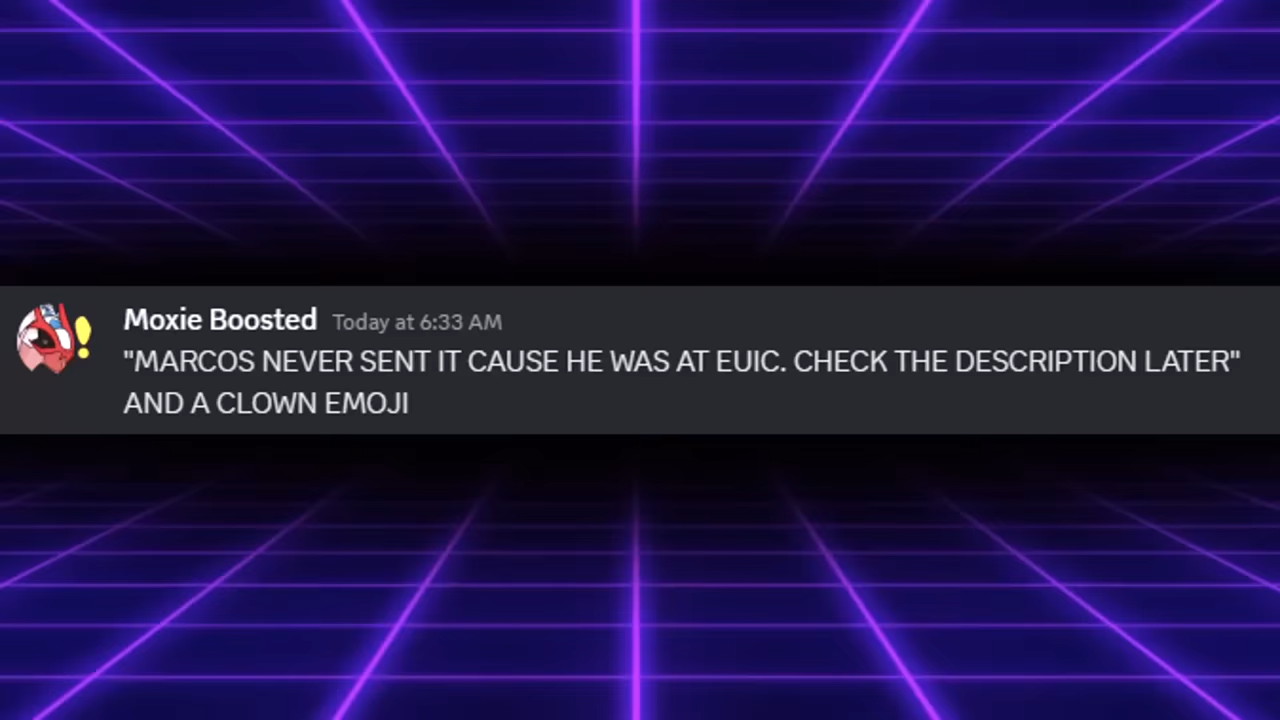 Moxie Boosted Today at 6:33 AM
"MARCOS NEVER SENT IT CAUSE HE WAS AT EUIC. CHECK THE DESCRIPTION LATER"
AND A CLOWN EMOJI